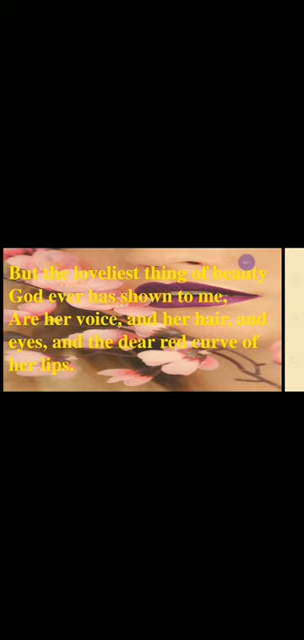 But the loveliest thing of beauty
God ever has shown to me,
Are her voice, and her hair, and
eyes, and the dear red curve of
her lips.